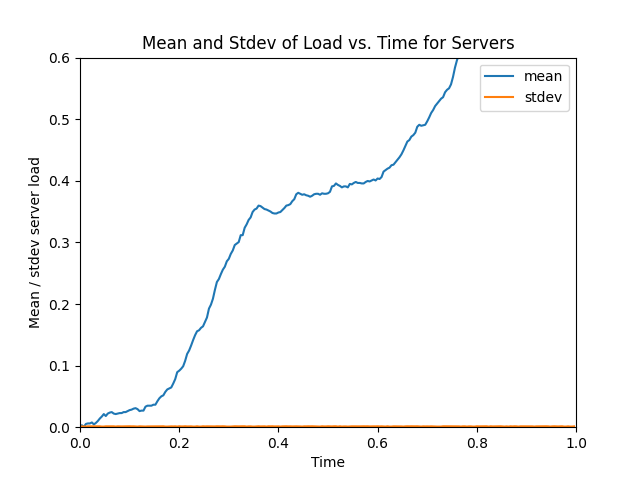 Mean and Stdev of Load vs. Time for Servers
mean
stdev
Mean / stdev server load
0.6
0.5
0.4
0.3
0.2
0.1
0.0
0.0 0.2 0.4 0.6 0.8 1.0
Time